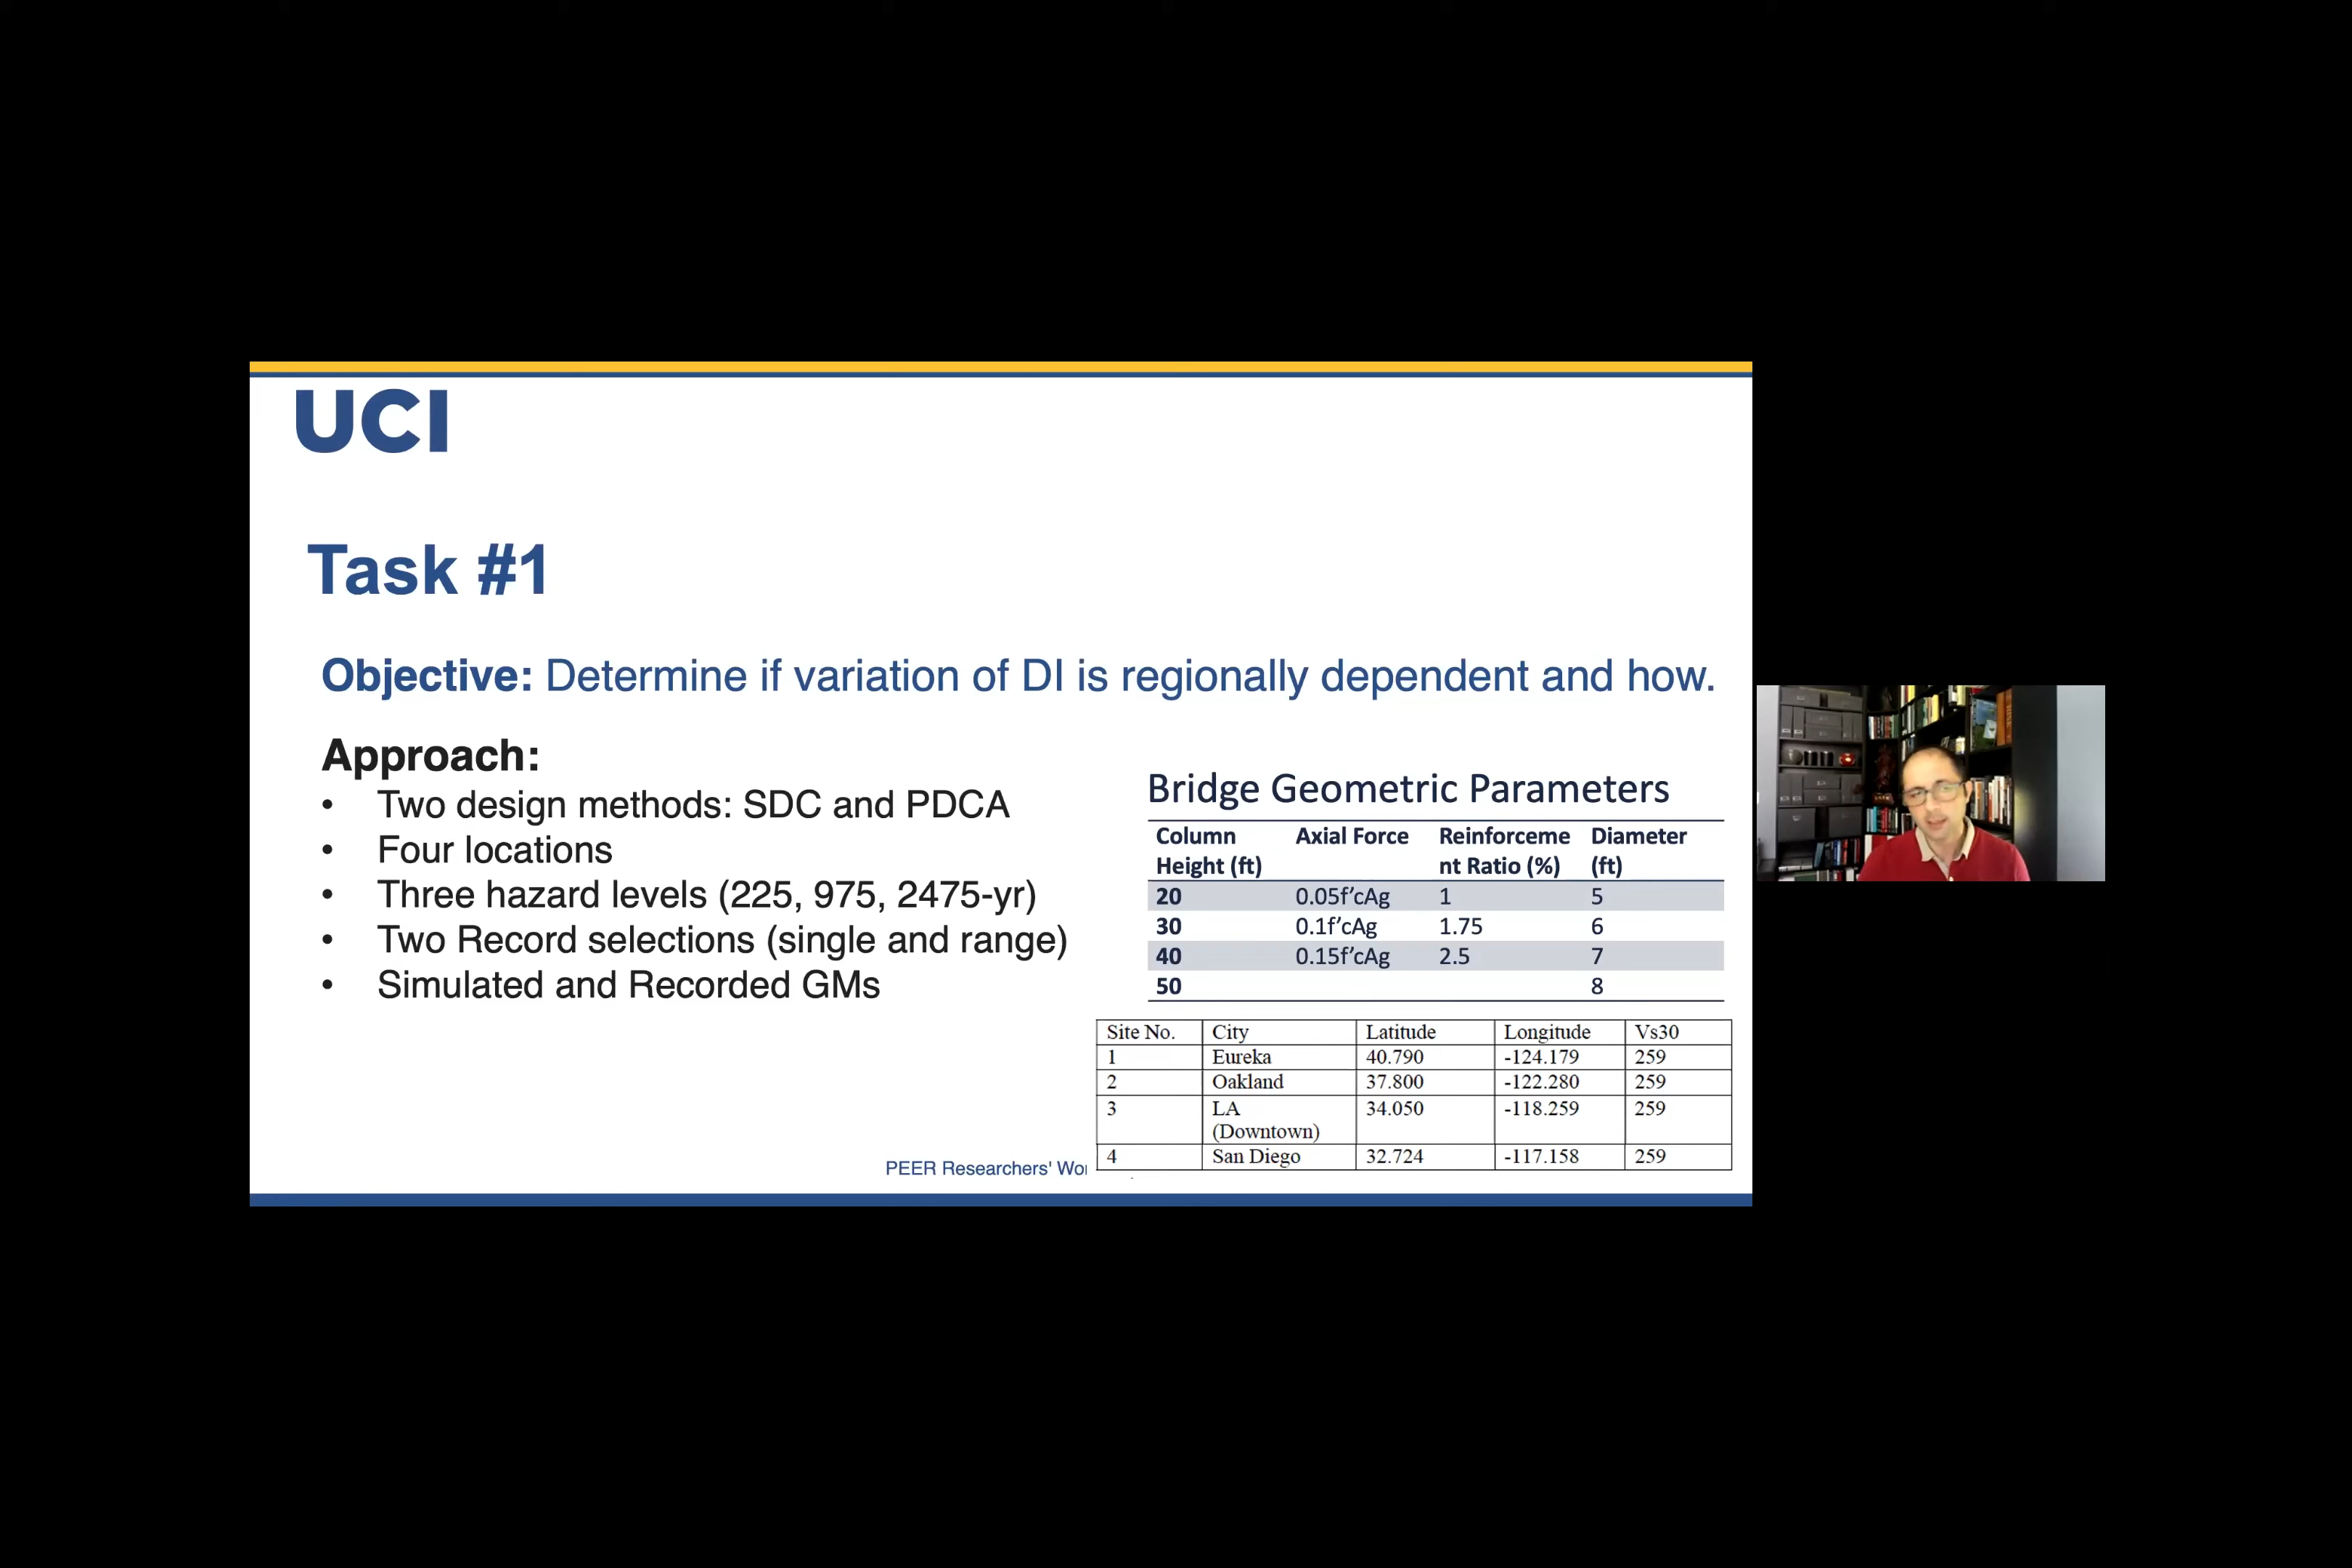 UCI
Task #1
Objective: Determine if variation of DI is regionally dependent and how.
Approach:
• Two design methods: SDC and PDCA
• Four locations
• Three hazard levels (225, 975, 2475-yr)
• Two Record selections (single and range)
• Simulated and Recorded GMs
Bridge Geometric Parameters
Column Axial Force Reinforceme Diameter
Height (ft) nt Ratio (%) (ft)
20 0.05f’cAg 1 5
30 0.1f’cAg 1.75 6
40 0.15f’cAg 2.5 7
50 8
Site No. City Latitude Longitude Vs30
1 Eureka 40.790 -124.179 259
2 Oakland 37.800 -122.280 259
3 LA 34.050 -118.259 259
(Downtown)
4 San Diego 32.724 -117.158 259
PEER Researchers'